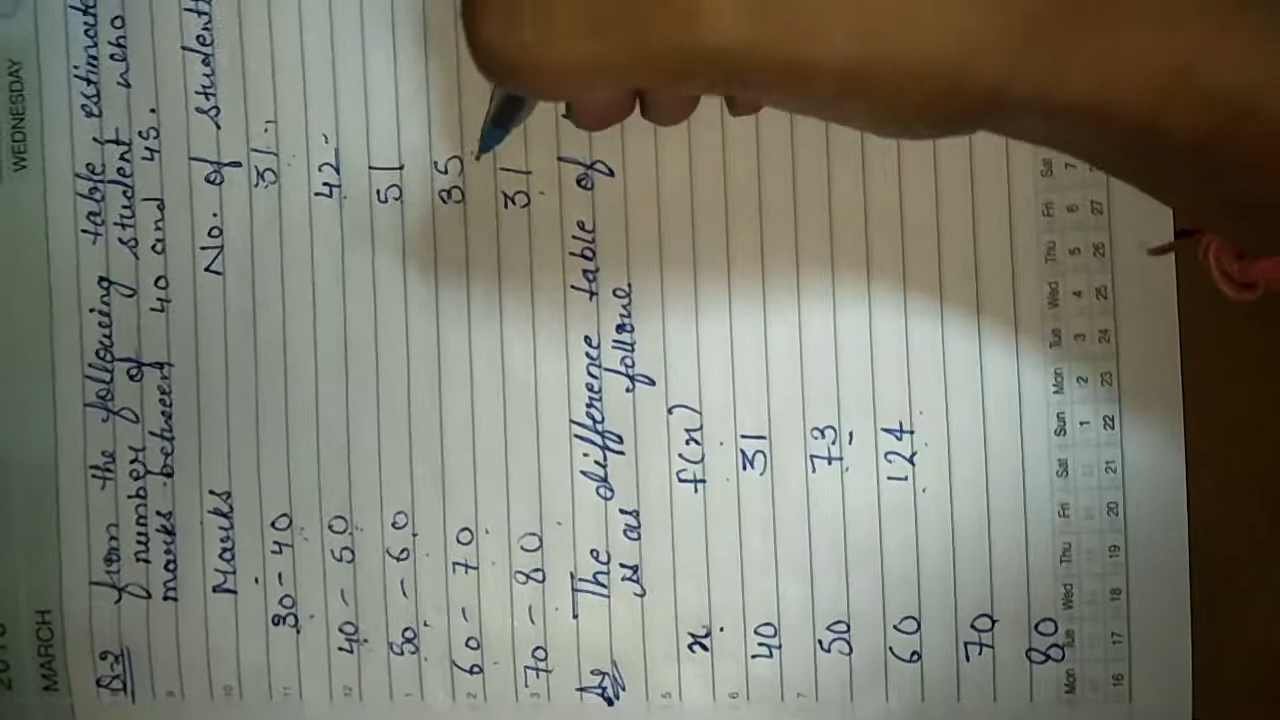 MARCH WEDNESDAY
Q.2 from the following table, estimate
number of student who
marks between 40 and 45.
Marks No. of student
30-40 31
40-50 42
50-60 51
60-70 35
70-80 31
The difference table of
is as follow
x f(x)
40 31
50 73
60 124
70
80
Mon Tue Wed Thu Fri Sat Sun Mon Tue Wed Thu Fri Sat
1 2 3 4 5 6 7
16 17 18 19 20 21 22 23 24 25 26 27